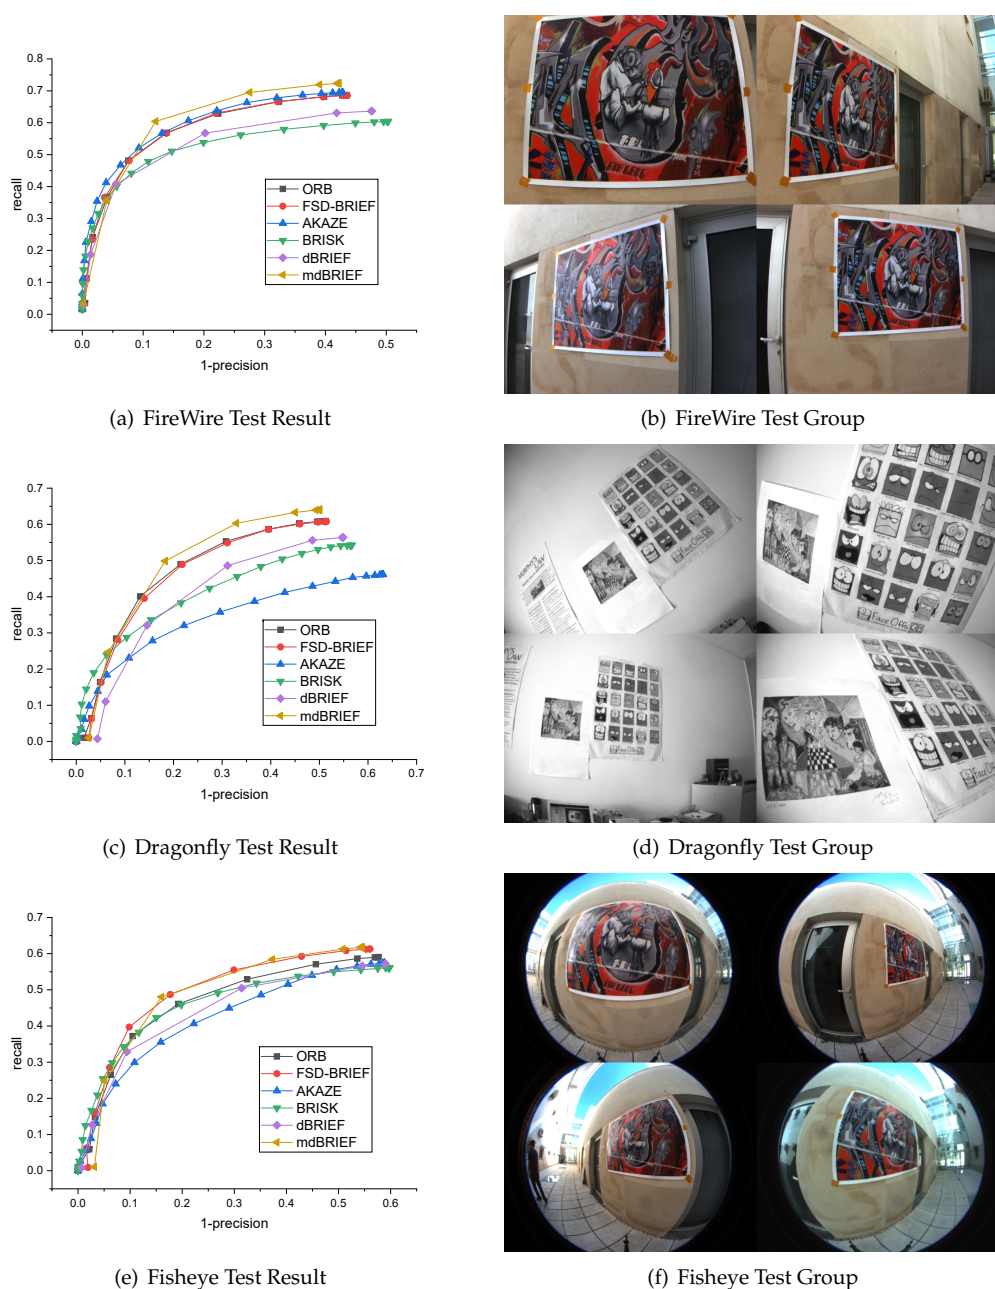 0.8
0.7
0.6
0.5
0.4
0.3
0.2
0.1
0.0
recall
0.0 0.1 0.2 0.3 0.4 0.5
1-precision
ORB
FSD-BRIEF
AKAZE
BRISK
dBRIEF
mdBRIEF
(a) FireWire Test Result
(b) FireWire Test Group
0.7
0.6
0.5
0.4
0.3
0.2
0.1
0.0
recall
0.0 0.1 0.2 0.3 0.4 0.5 0.6 0.7
1-precision
ORB
FSD-BRIEF
AKAZE
BRISK
dBRIEF
mdBRIEF
MURPHY'S
LAW
FaceOffs
FaceOffs
FaceOffs
FaceOffs
(c) Dragonfly Test Result
(d) Dragonfly Test Group
0.7
0.6
0.5
0.4
0.3
0.2
0.1
0.0
recall
0.0 0.1 0.2 0.3 0.4 0.5 0.6
1-precision
ORB
FSD-BRIEF
AKAZE
BRISK
dBRIEF
mdBRIEF
(e) Fisheye Test Result
(f) Fisheye Test Group